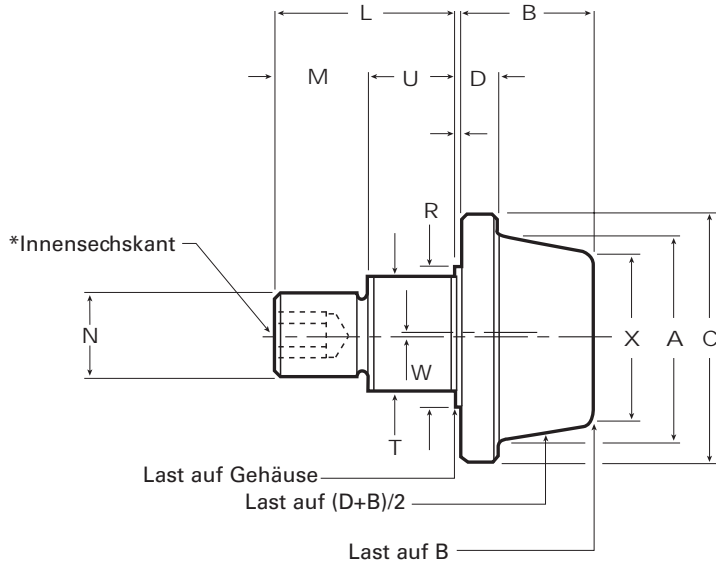 L
B
M
U
D
R
*Innensechskant
N
W
X
A
C
T
Last auf Gehäuse
Last auf (D+B)/2
Last auf B